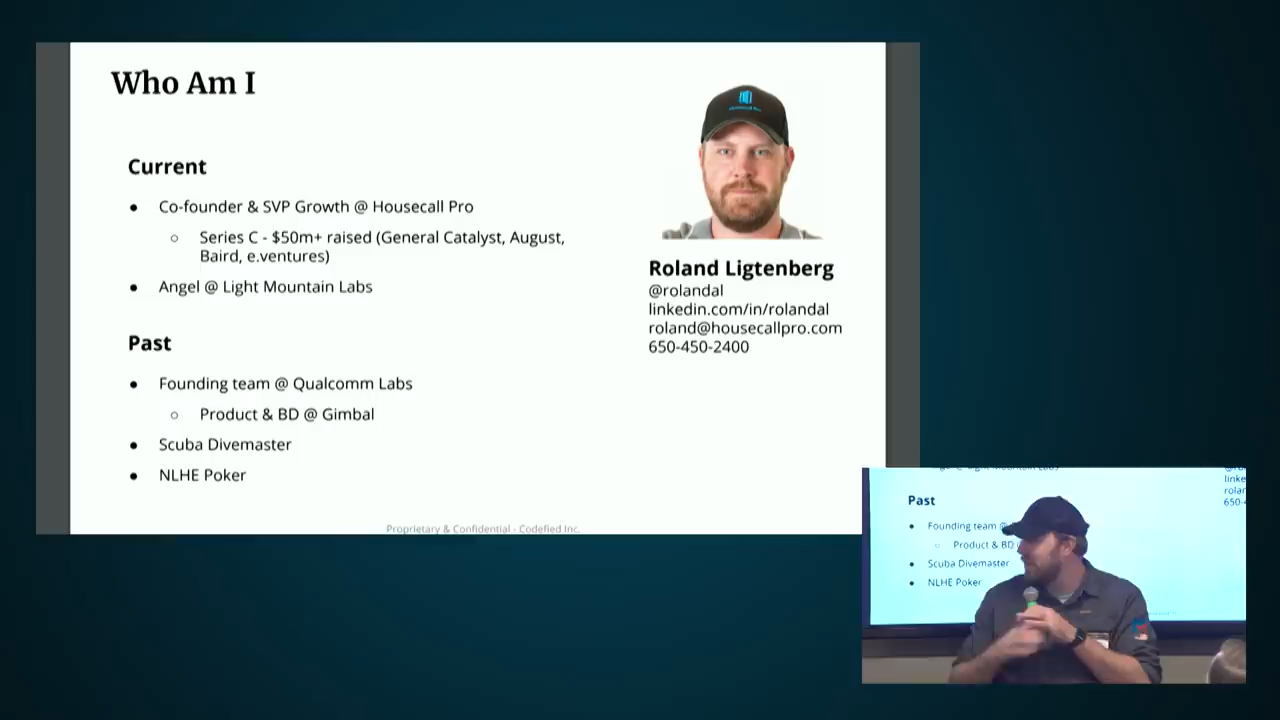 Who Am I
Current
● Co-founder & SVP Growth @ Housecall Pro
○ Series C - $50m+ raised (General Catalyst, August,
Baird, e.ventures)
● Angel @ Light Mountain Labs
Past
● Founding team @ Qualcomm Labs
○ Product & BD @ Gimbal
● Scuba Divemaster
● NLHE Poker
Roland Ligtenberg
@rolandal
linkedin.com/in/rolandal
roland@housecallpro.com
650-450-2400
Proprietary & Confidential - Codefied Inc.
Past
● Founding team @
○ Product & BD
● Scuba Divemaster
● NLHE Poker